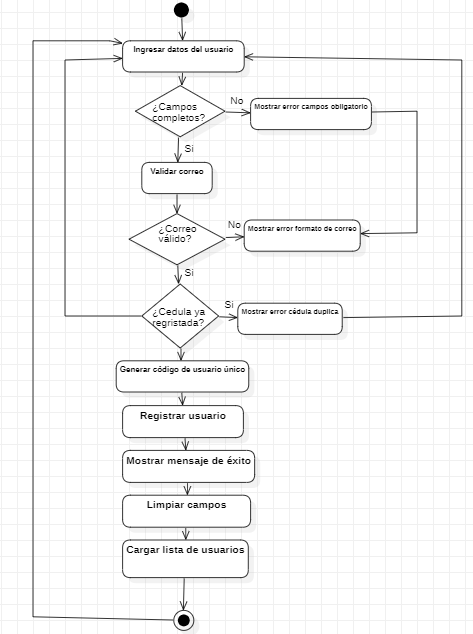 Ingresar datos del usuario
¿Campos
completos?
No
Mostrar error campos obligatorio
Si
Validar correo
¿Correo
válido?
No
Mostrar error formato de correo
Si
¿Cedula ya
regristada?
Si
Mostrar error cédula duplica
Generar código de usuario único
Registrar usuario
Mostrar mensaje de éxito
Limpiar campos
Cargar lista de usuarios